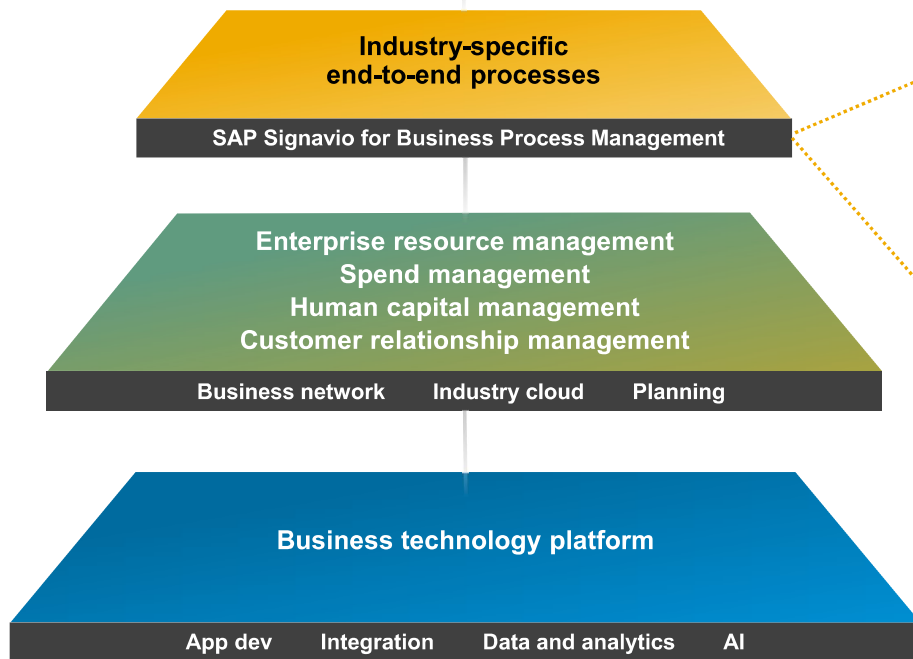 Industry-specific
end-to-end processes
SAP Signavio for Business Process Management
Enterprise resource management
Spend management
Human capital management
Customer relationship management
Business network Industry cloud Planning
Business technology platform
App dev Integration Data and analytics AI